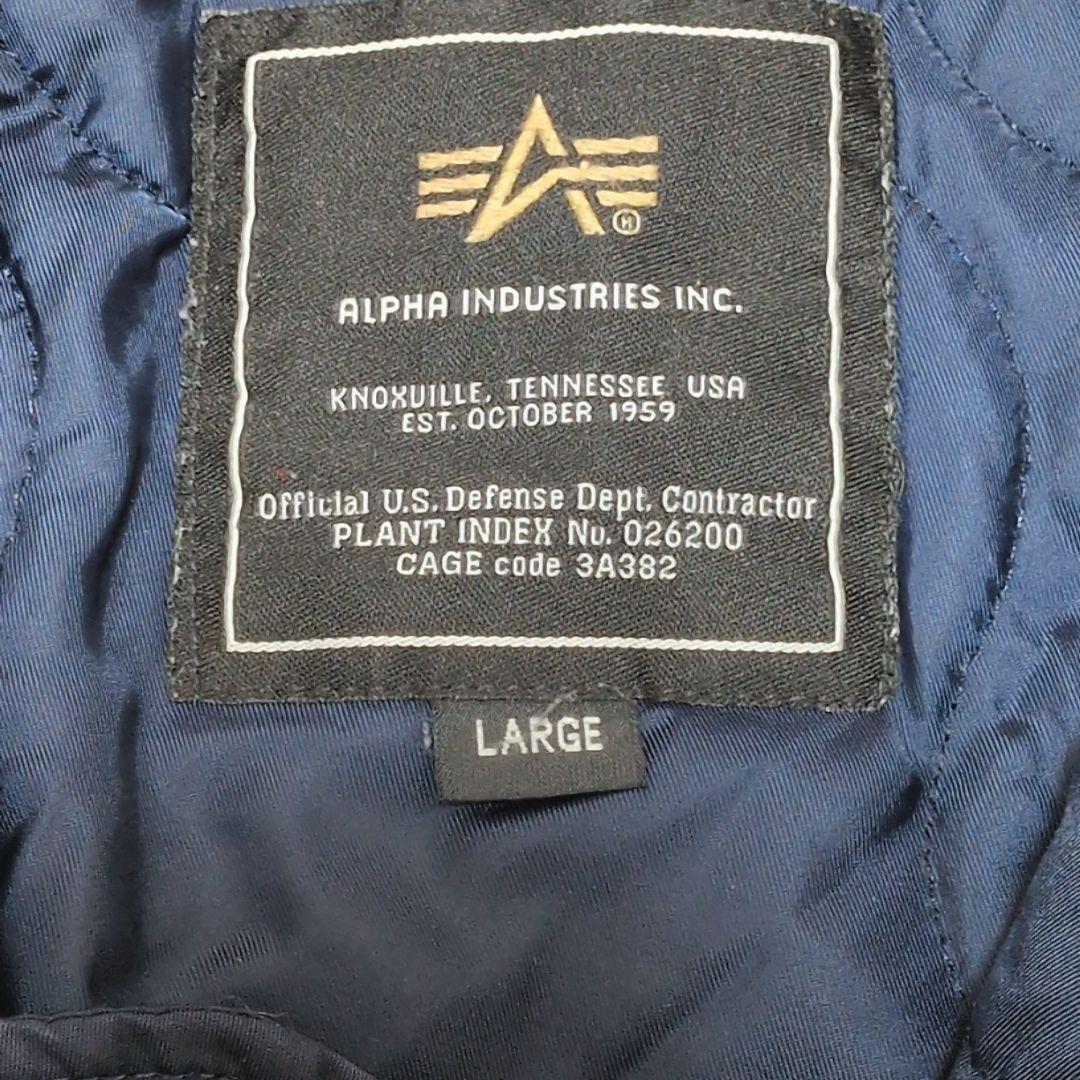 ALPHA INDUSTRIES INC.
KNOXVILLE, TENNESSEE USA
EST. OCTOBER 1959
Official U.S. Defense Dept. Contractor
PLANT INDEX No. 026200
CAGE code 3A382
LARGE